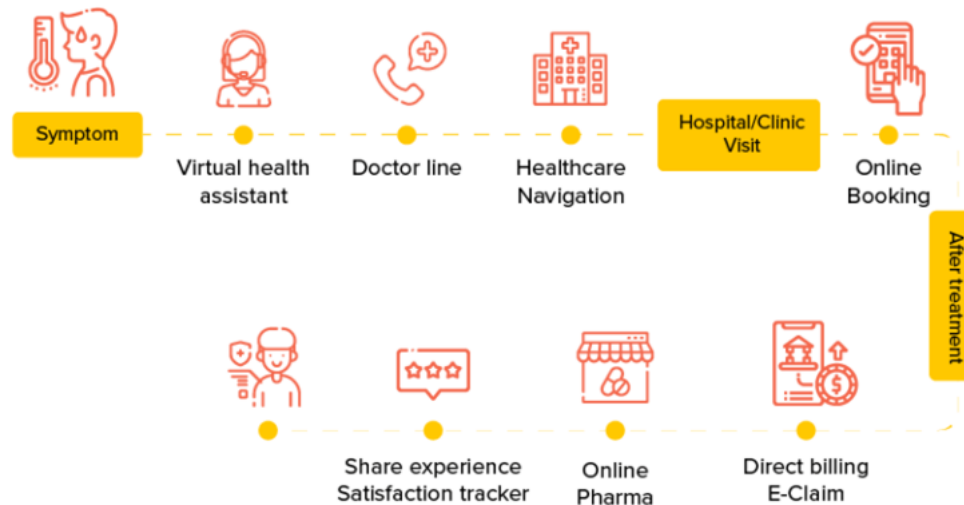 Symptom
Virtual health
assistant
Doctor line
Healthcare
Navigation
Hospital/Clinic
Visit
Online
Booking
After treatment
Direct billing
E-Claim
Online
Pharma
Share experience
Satisfaction tracker